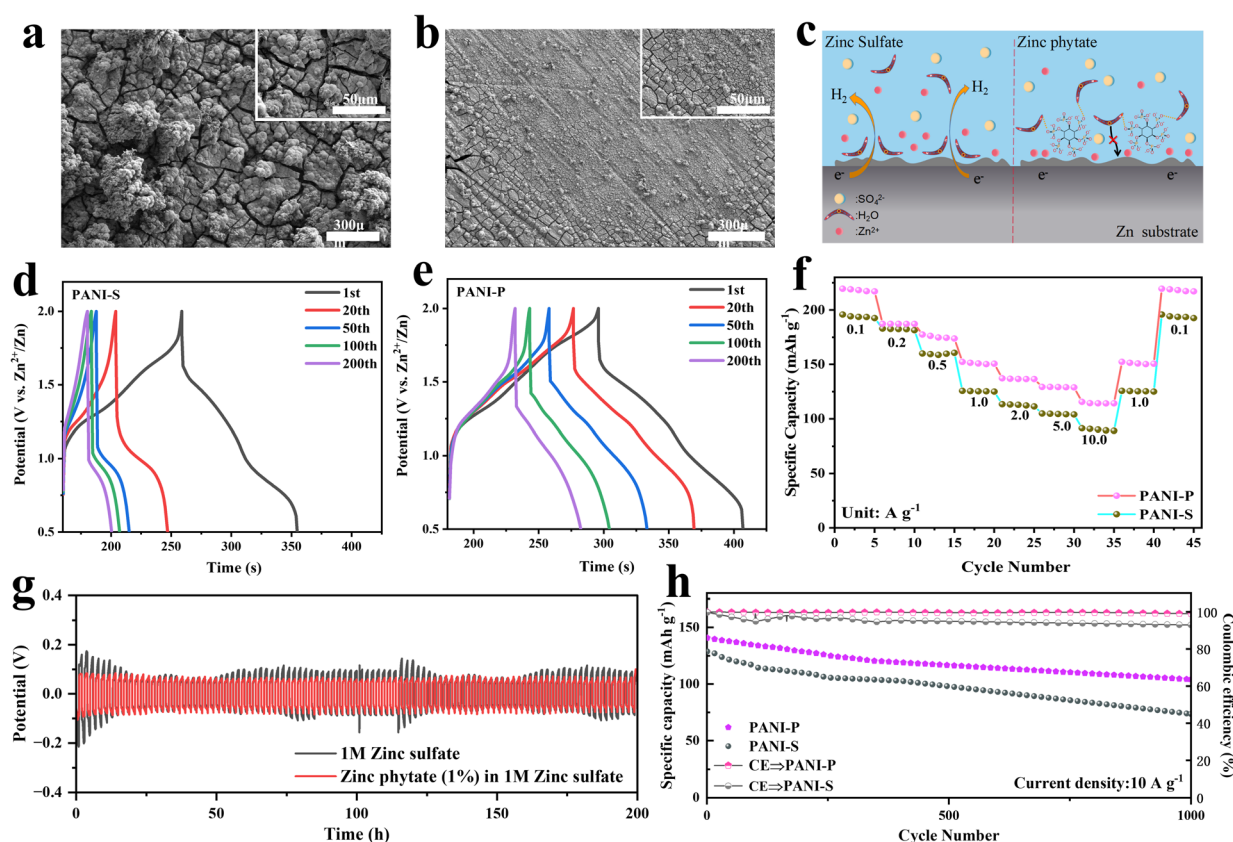 a
50μm
300μ
b
50μm
300μ
c
Zinc Sulfate
Zinc phytate
H2
H2
e-
e-
e-
e-
:SO₄²⁻
:H₂O
:Zn²⁺
Zn substrate
d
PANI-S
1st
20th
50th
100th
200th
2.0
1.5
1.0
0.5
Potential (V vs. Zn²⁺/Zn)
200 250 300 350 400
Time (s)
e
PANI-P
1st
20th
50th
100th
200th
2.0
1.5
1.0
0.5
Potential (V vs. Zn²⁺/Zn)
200 250 300 350 400
Time (s)
f
200
150
100
50
0
Specific Capacity (mAh g⁻¹)
0.1
0.2
0.5
1.0
2.0
5.0
10.0
1.0
0.1
PANI-P
PANI-S
Unit: A g⁻¹
0 5 10 15 20 25 30 35 40 45
Cycle Number
g
0.4
0.2
0.0
−0.2
−0.4
Potential (V)
1M Zinc sulfate
Zinc phytate (1%) in 1M Zinc sulfate
0 25 50 75 100 125 150 175 200
Time (h)
h
150
100
50
0
Specific capacity (mAh g⁻¹)
100
80
60
40
20
0
Coulombic efficiency (%)
PANI-P
PANI-S
CE⇒PANI-P
CE⇒PANI-S
Current density:10 A g⁻¹
0 500 1000
Cycle Number